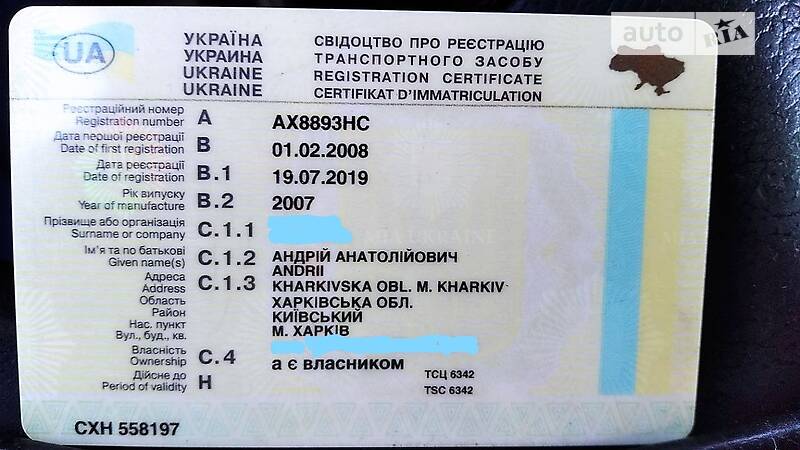 auto RIA
UA
УКРАЇНА
УКРАИНА
UKRAINE
UKRAINE
СВІДОЦТВО ПРО РЕЄСТРАЦІЮ
ТРАНСПОРТНОГО ЗАСОБУ
REGISTRATION CERTIFICATE
CERTIFIKAT D'IMMATRICULATION
Реєстраційний номер
Registration number A AX8893HC
Дата першої реєстрації
Date of first registration B 01.02.2008
Дата реєстрації
Date of registration B.1 19.07.2019
Рік випуску
Year of manufacture B.2 2007
Прізвище або організація
Surname or company C.1.1
Ім'я та по батькові
Given name(s) C.1.2 АНДРІЙ АНАТОЛІЙОВИЧ
ANDRII
Адреса
Address C.1.3 KHARKIVSKA OBL. M. KHARKIV
Область ХАРКІВСЬКА ОБЛ.
Район КИЇВСЬКИЙ
Нас. пункт М. ХАРКІВ
Вул., буд., кв.
Власність
Ownership C.4 а є власником
Дійсне до
Period of validity H
ТСЦ 6342
TSC 6342
CXH 558197